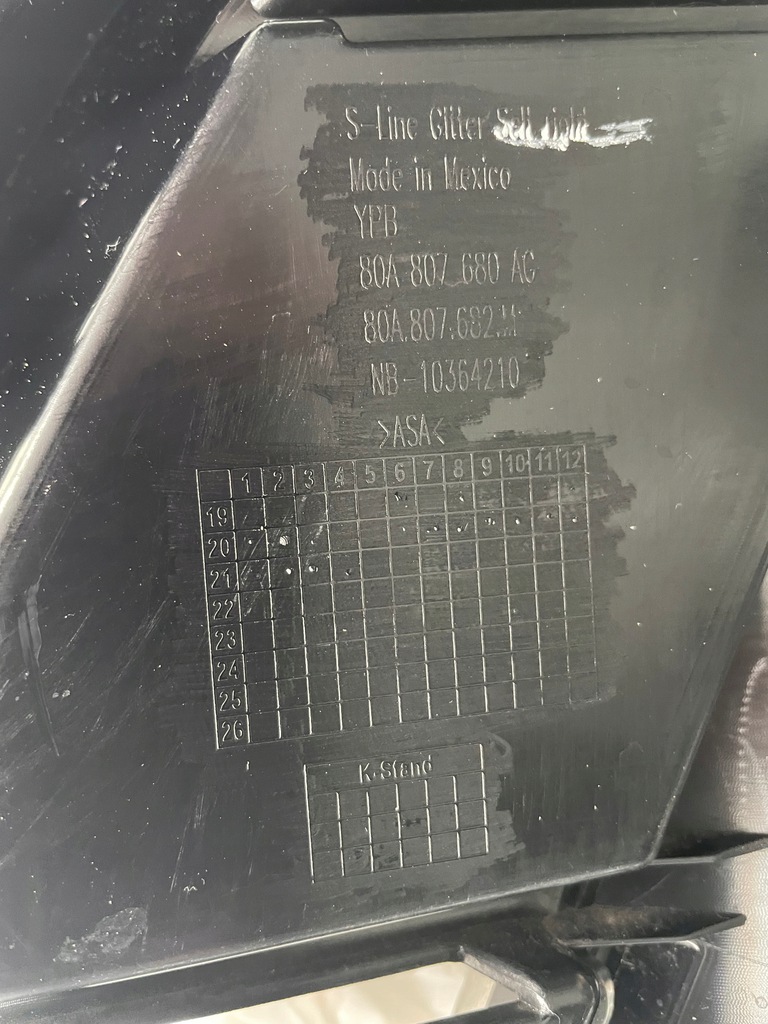 S-Line Gitter Seit right
Made in Mexico
YPB
80A 807 680 AC
80A.807.682.M
NB-10364210
>ASA<
1 2 3 4 5 6 7 8 9 10 11 12
19
20
21
22
23
24
25
26
K-Stand